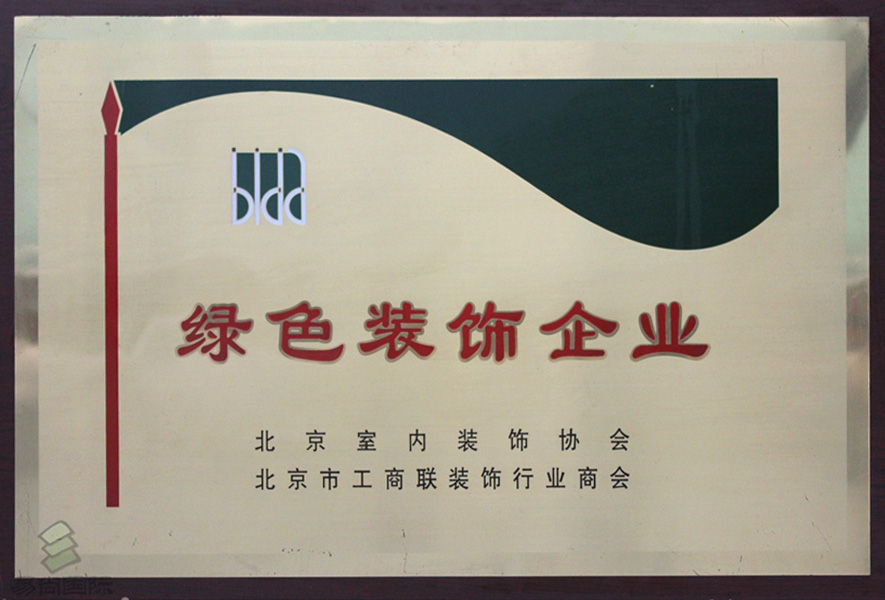 bida
绿色装饰企业
北京室内装饰协会
北京市工商联装饰行业商会